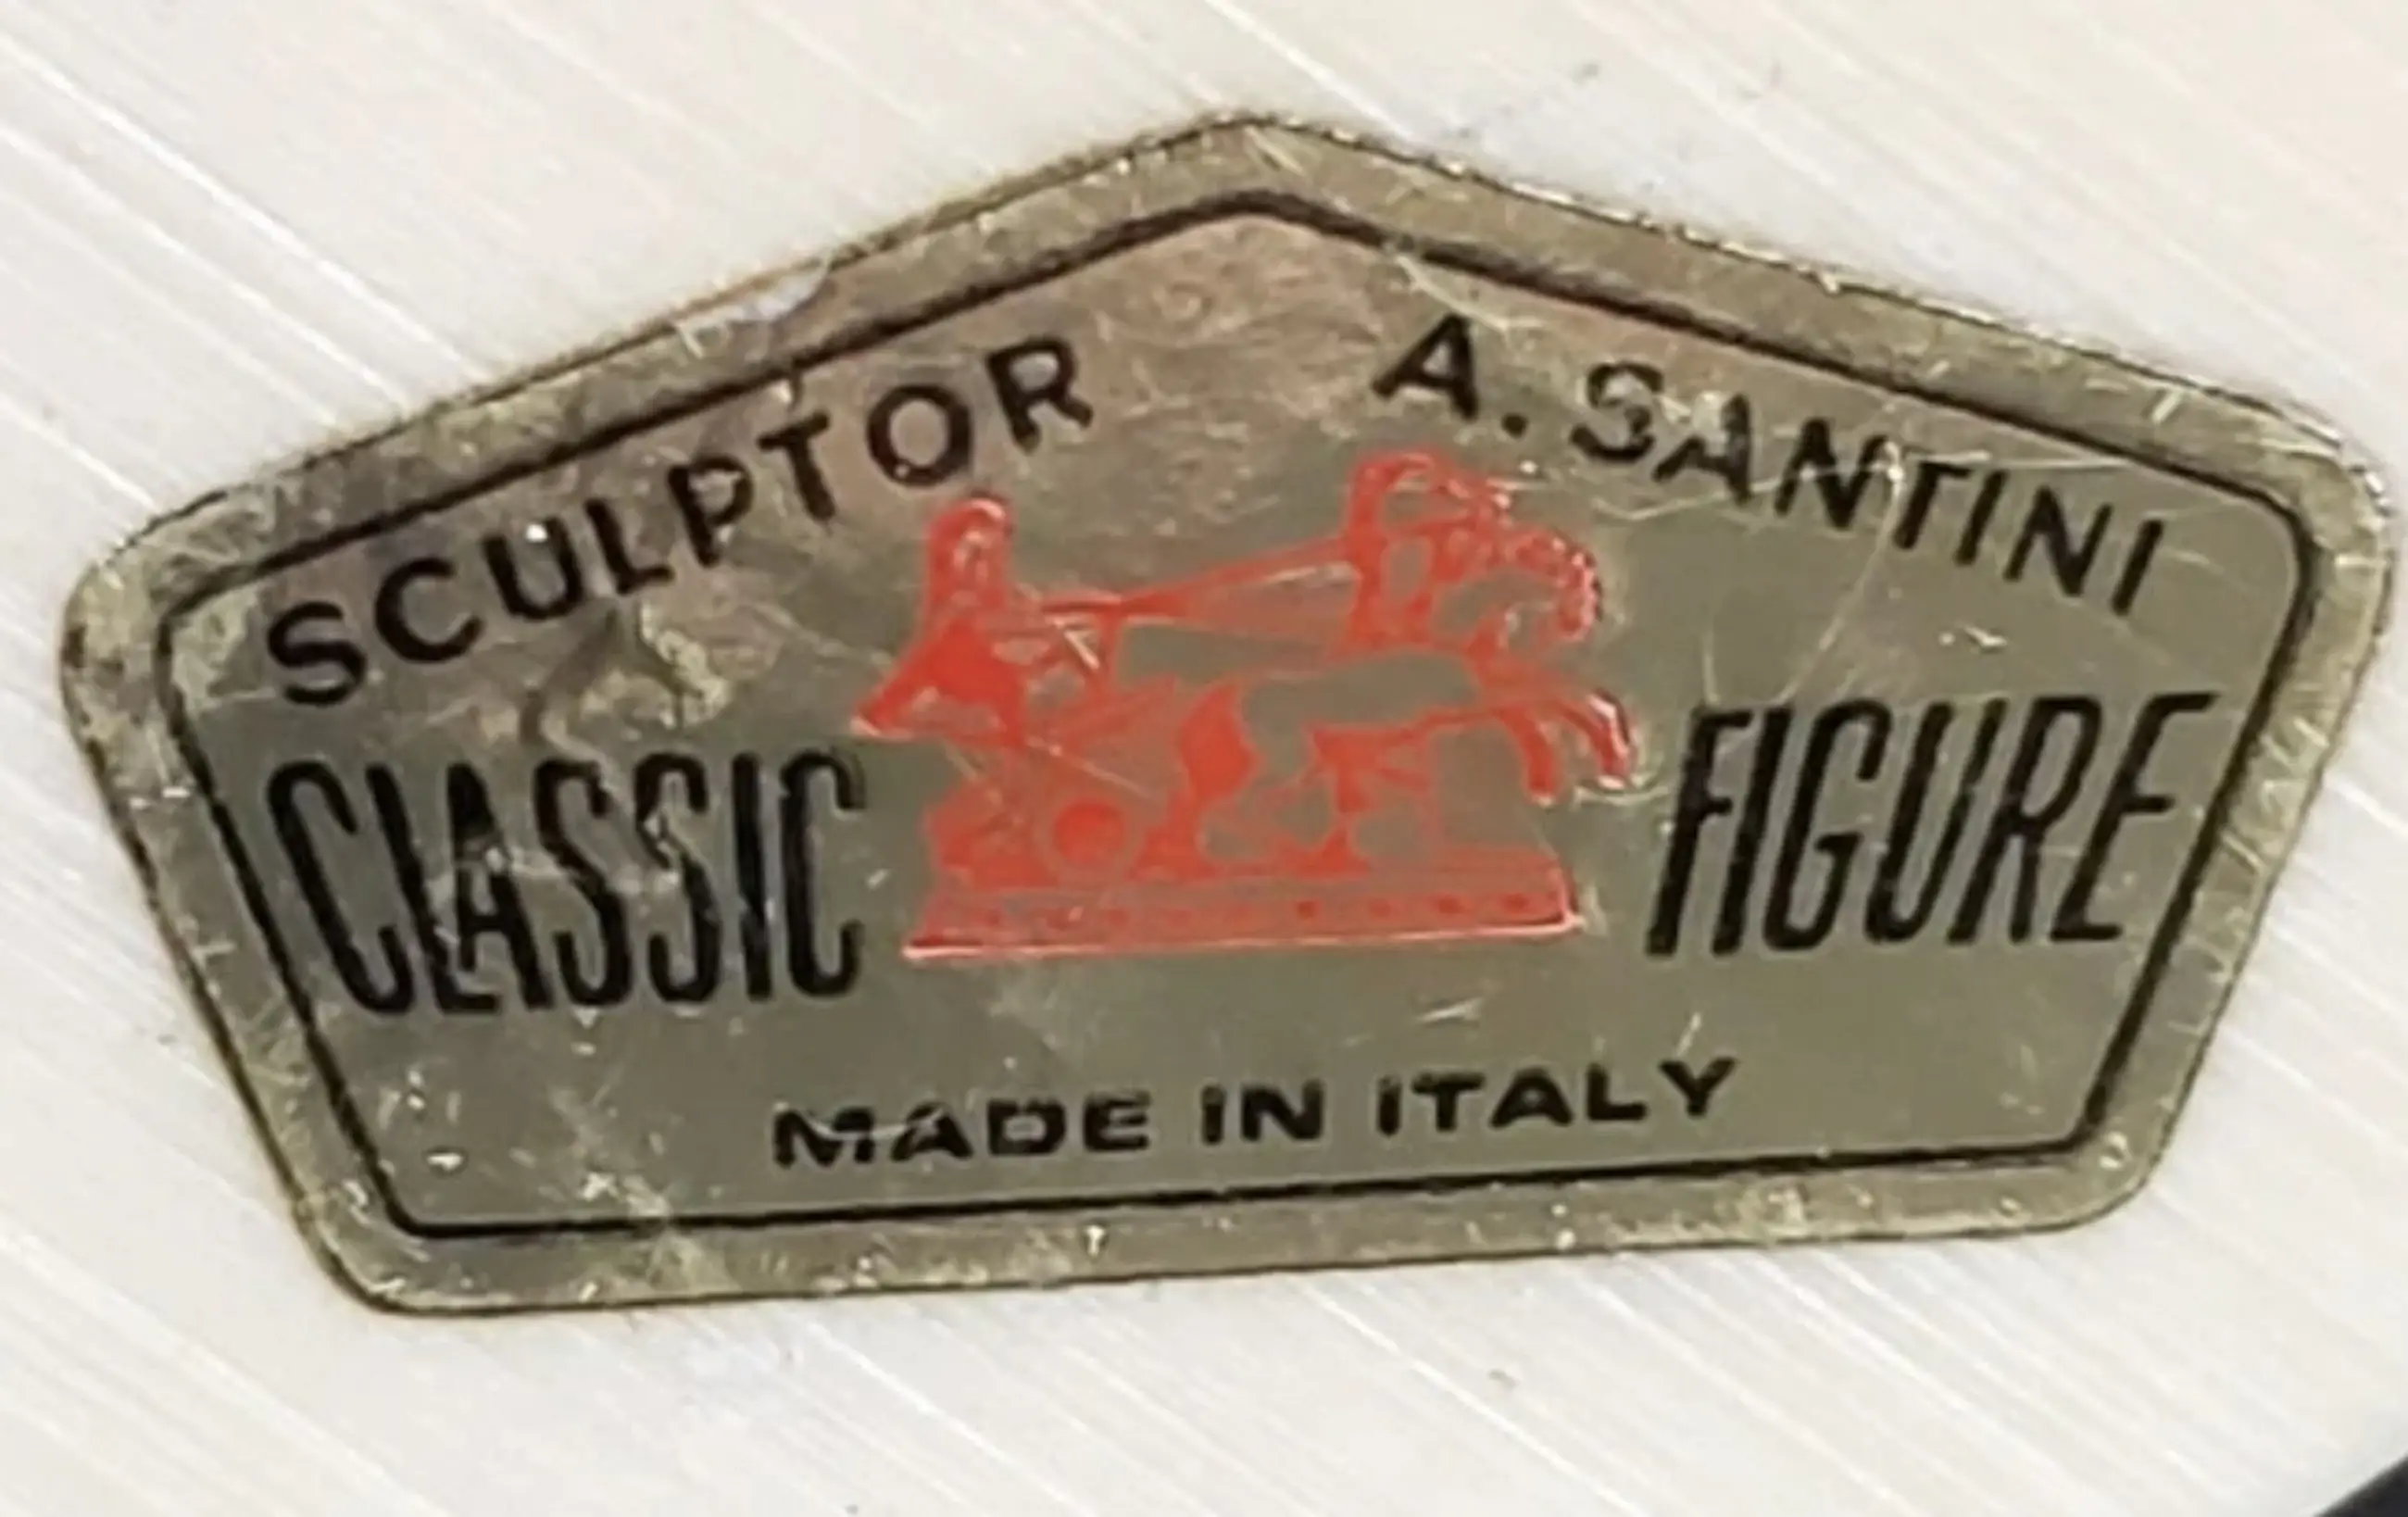 SCULPTOR A. SANTINI
CLASSIC FIGURE
MADE IN ITALY